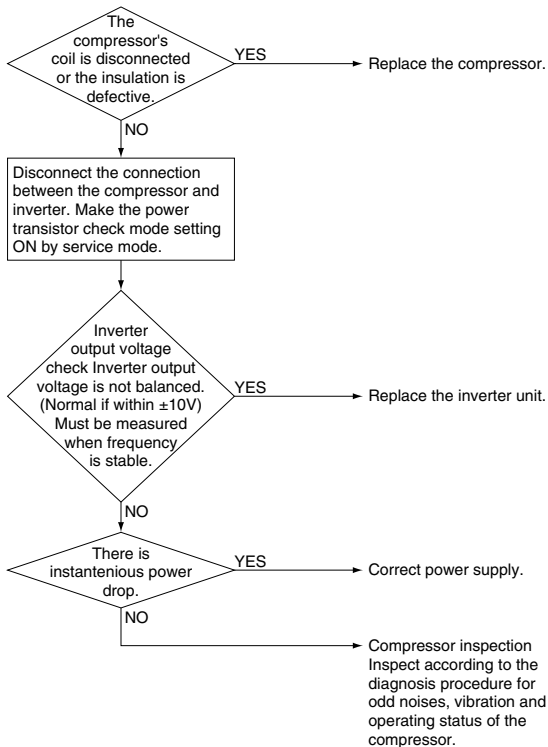 The
compressor's
coil is disconnected
or the insulation is
defective.
YES
Replace the compressor.
NO
Disconnect the connection
between the compressor and
inverter. Make the power
transistor check mode setting
ON by service mode.
Inverter
output voltage
check Inverter output
voltage is not balanced.
(Normal if within ±10V)
Must be measured
when frequency
is stable.
YES
Replace the inverter unit.
NO
There is
instantenious power
drop.
YES
Correct power supply.
NO
Compressor inspection
Inspect according to the
diagnosis procedure for
odd noises, vibration and
operating status of the
compressor.